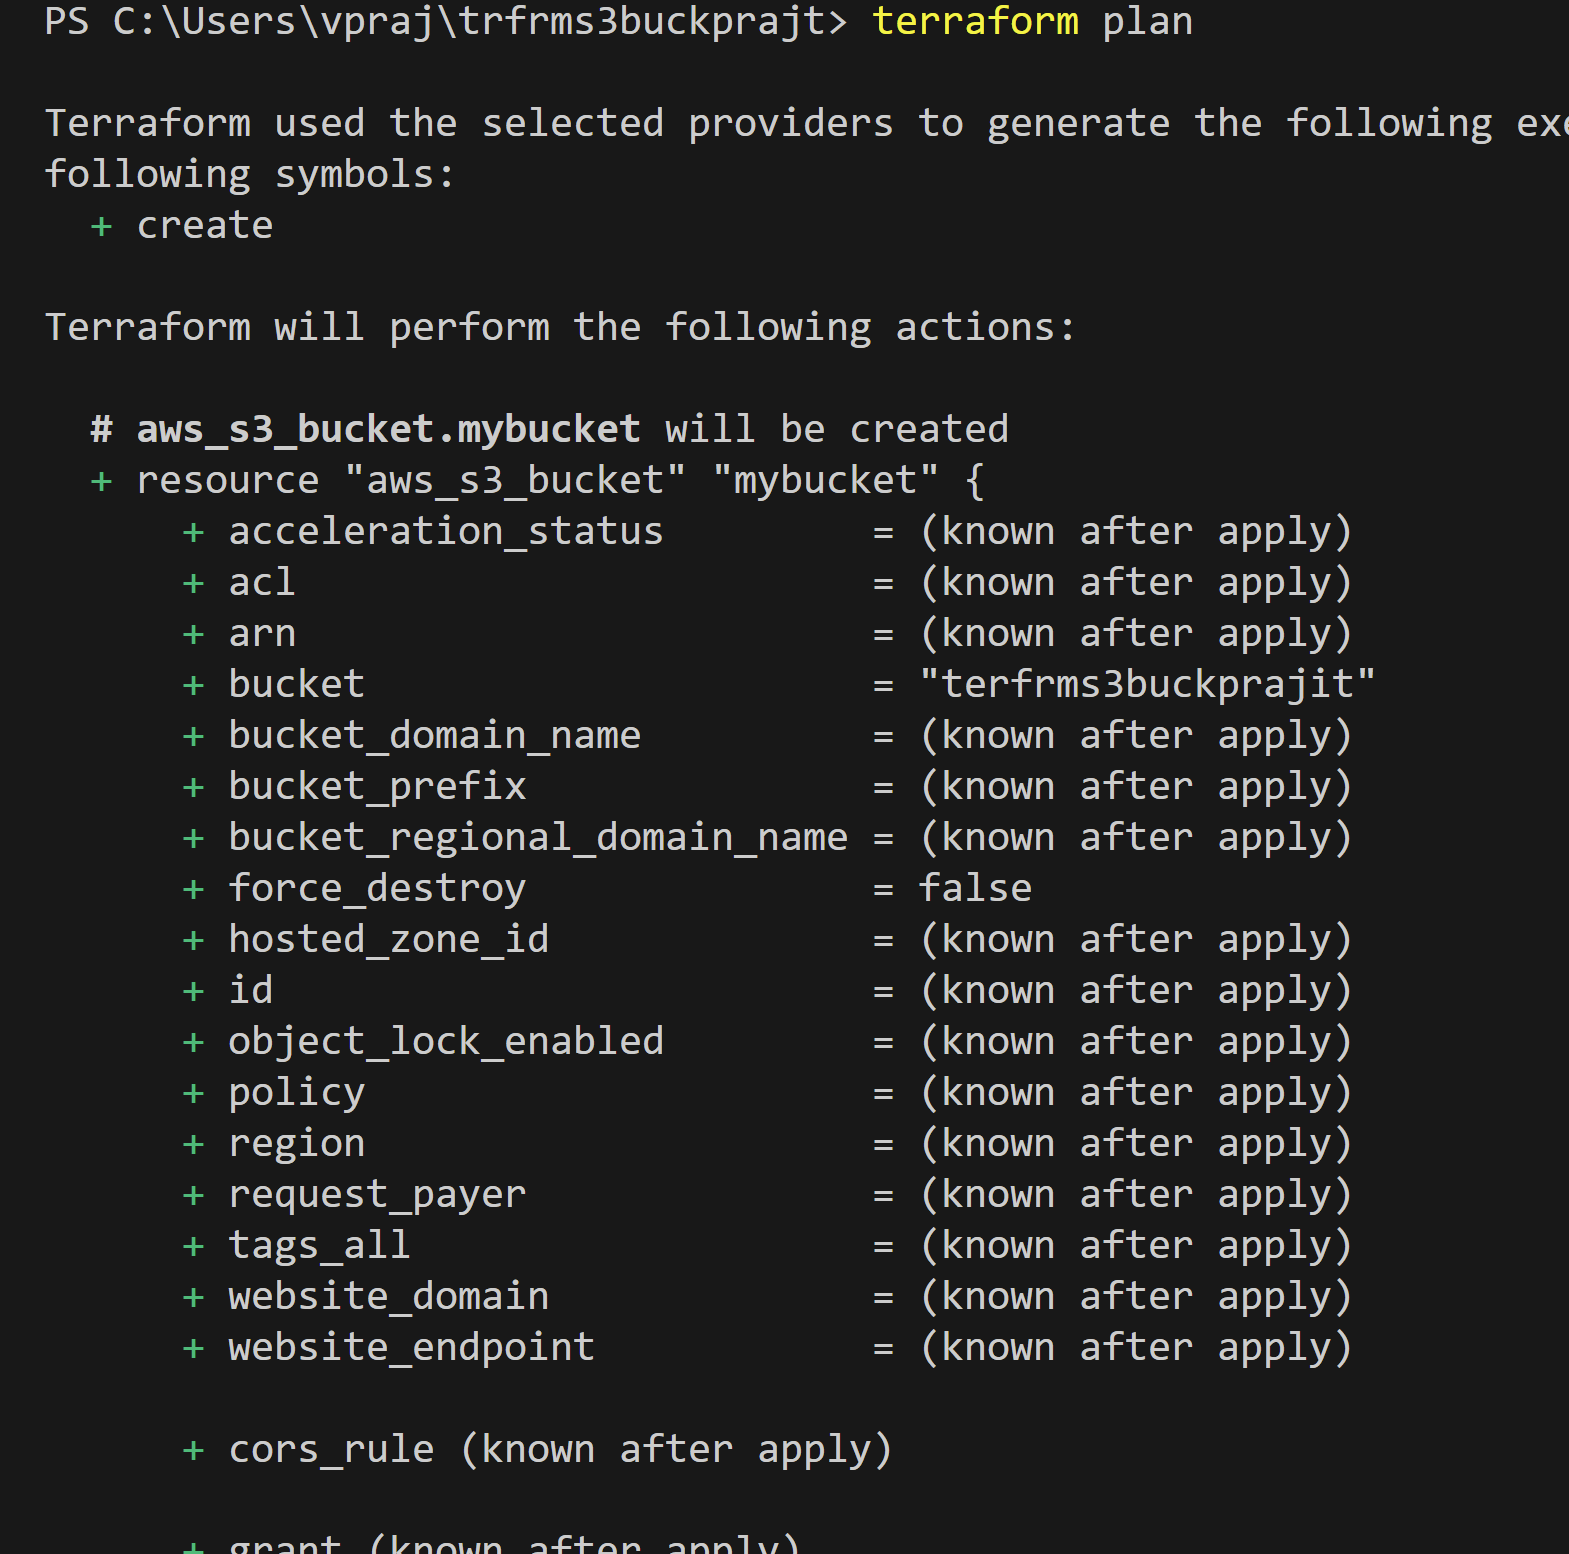 PS C:\Users\vpraj\trfrms3buckprajt> terraform plan
Terraform used the selected providers to generate the following
following symbols:
+ create
Terraform will perform the following actions:
# aws_s3_bucket.mybucket will be created
+ resource "aws_s3_bucket" "mybucket" {
+ acceleration_status = (known after apply)
+ acl = (known after apply)
+ arn = (known after apply)
+ bucket = "terfrms3buckprajit"
+ bucket_domain_name = (known after apply)
+ bucket_prefix = (known after apply)
+ bucket_regional_domain_name = (known after apply)
+ force_destroy = false
+ hosted_zone_id = (known after apply)
+ id = (known after apply)
+ object_lock_enabled = (known after apply)
+ policy = (known after apply)
+ region = (known after apply)
+ request_payer = (known after apply)
+ tags_all = (known after apply)
+ website_domain = (known after apply)
+ website_endpoint = (known after apply)
+ cors_rule (known after apply)
+ grant (known after apply)